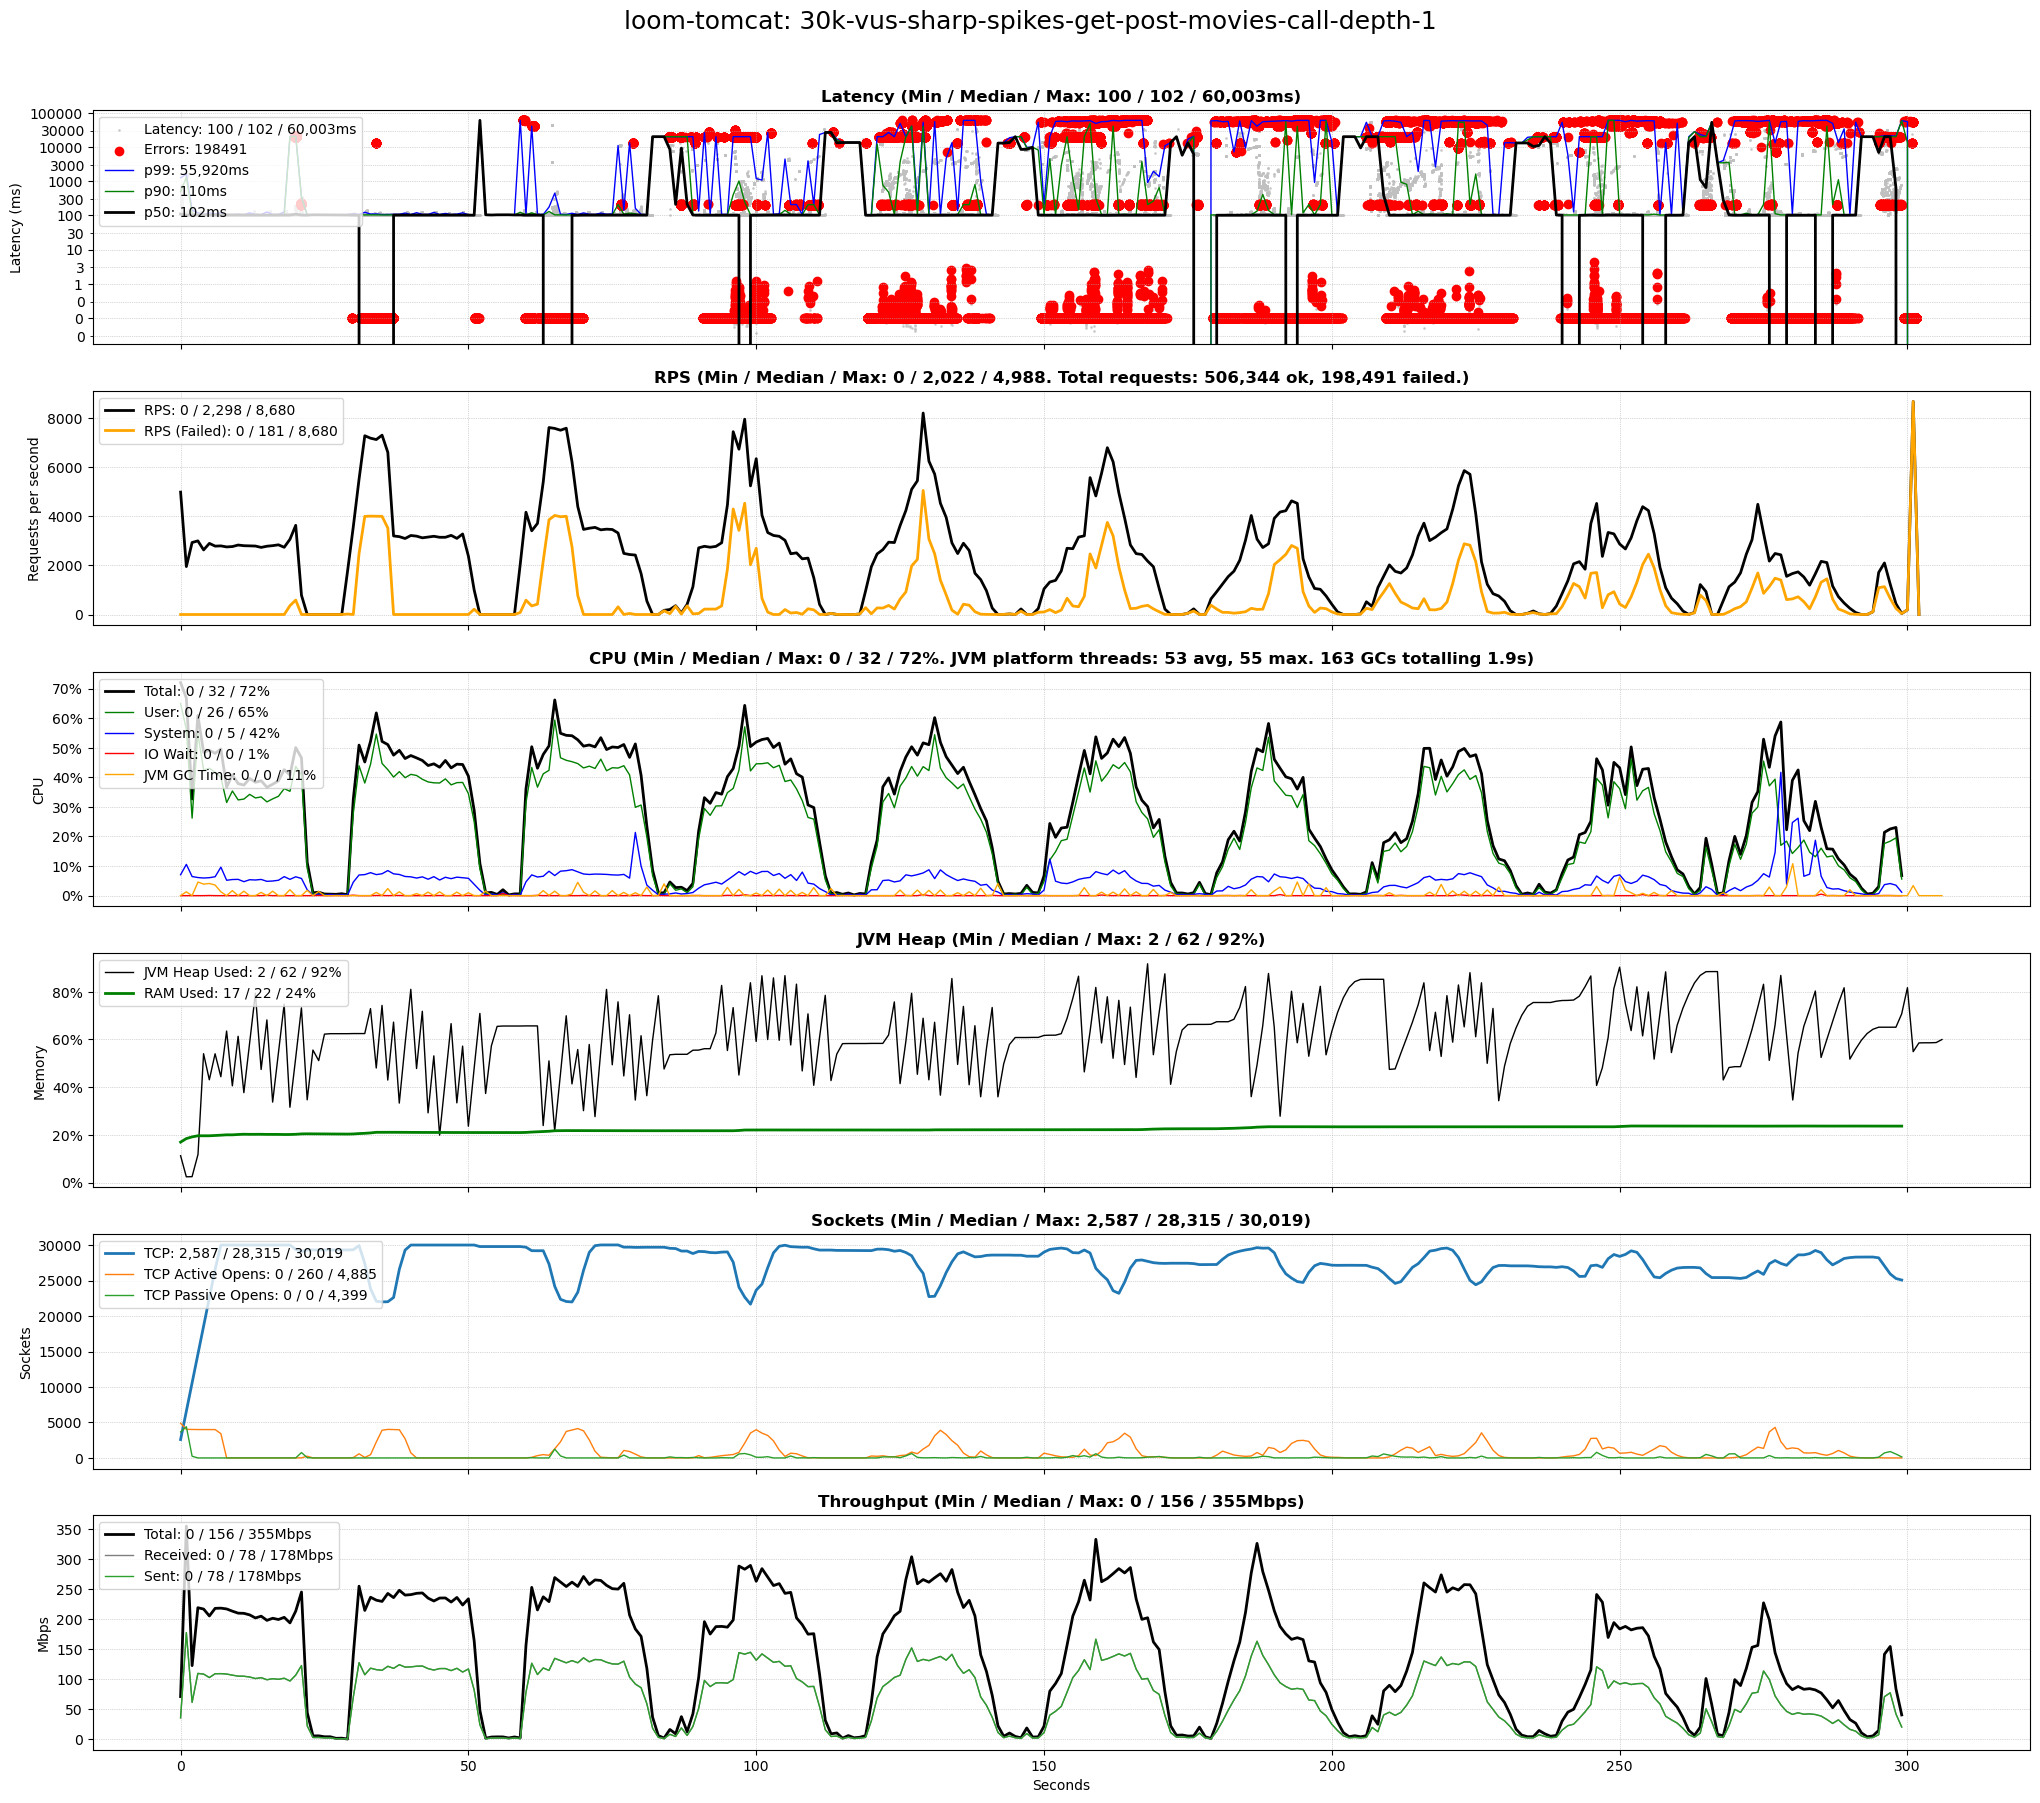 loom-tomcat: 30k-vus-sharp-spikes-get-post-movies-call-depth-1
Latency (Min / Median / Max: 100 / 102 / 60,003ms)
Latency (ms)
100000
30000
10000
3000
1000
300
100
30
10
3
1
0
0
0
Latency: 100 / 102 / 60,003ms
Errors: 198491
p99: 55,920ms
p90: 110ms
p50: 102ms
RPS (Min / Median / Max: 0 / 2,022 / 4,988. Total requests: 506,344 ok, 198,491 failed.)
Requests per second
8000
6000
4000
2000
0
RPS: 0 / 2,298 / 8,680
RPS (Failed): 0 / 181 / 8,680
CPU (Min / Median / Max: 0 / 32 / 72%. JVM platform threads: 53 avg, 55 max. 163 GCs totalling 1.9s)
CPU
70%
60%
50%
40%
30%
20%
10%
0%
Total: 0 / 32 / 72%
User: 0 / 26 / 65%
System: 0 / 5 / 42%
IO Wait: 0 / 0 / 1%
JVM GC Time: 0 / 0 / 11%
JVM Heap (Min / Median / Max: 2 / 62 / 92%)
Memory
80%
60%
40%
20%
0%
JVM Heap Used: 2 / 62 / 92%
RAM Used: 17 / 22 / 24%
Sockets (Min / Median / Max: 2,587 / 28,315 / 30,019)
Sockets
30000
25000
20000
15000
10000
5000
0
TCP: 2,587 / 28,315 / 30,019
TCP Active Opens: 0 / 260 / 4,885
TCP Passive Opens: 0 / 0 / 4,399
Throughput (Min / Median / Max: 0 / 156 / 355Mbps)
Mbps
350
300
250
200
150
100
50
0
Total: 0 / 156 / 355Mbps
Received: 0 / 78 / 178Mbps
Sent: 0 / 78 / 178Mbps
0 50 100 150 200 250 300
Seconds